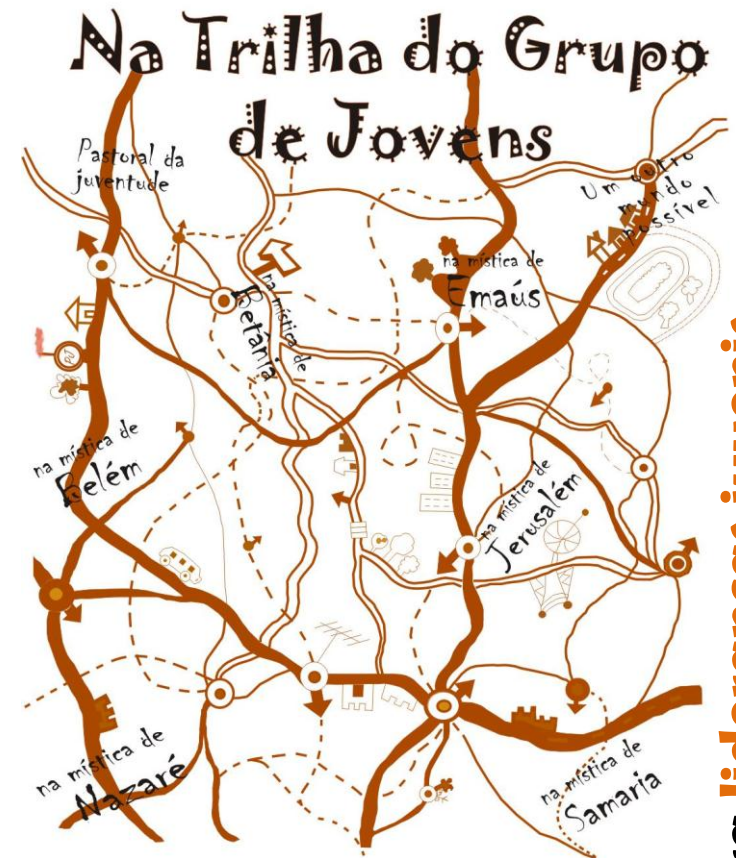 Na Trilha do Grupo
de Jovens
Pastoral da
juventude
Um outro
mundo
possível
na mística de
Emaús
na mística de
Betânia
na mística de
Belém
na mística de
Jerusalém
na mística de
Nazaré
na mística de
Samaria